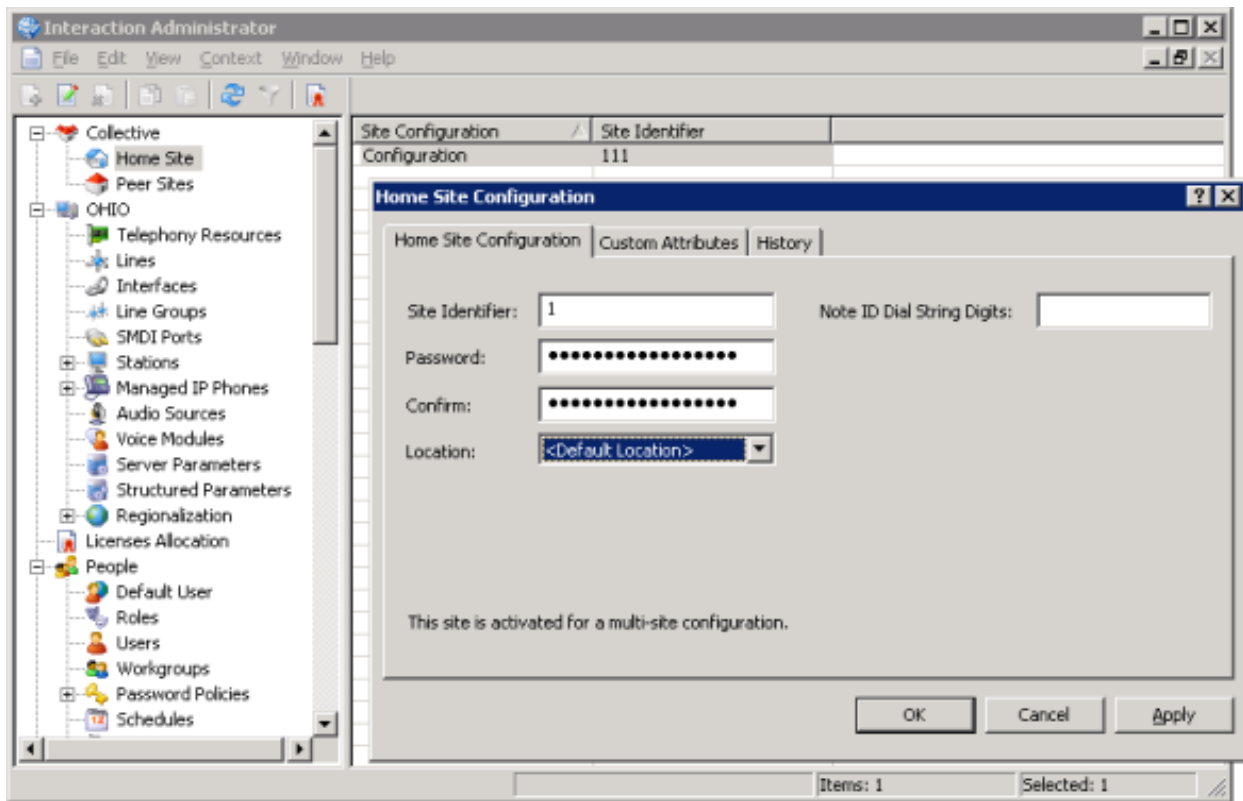 Interaction Administrator
File Edit View Context Window Help
Site Configuration Site Identifier
Configuration 111
Collective
Home Site
Peer Sites
OHIO
Telephony Resources
Lines
Interfaces
Line Groups
SMDI Ports
Stations
Managed IP Phones
Audio Sources
Voice Modules
Server Parameters
Structured Parameters
Regionalization
Licenses Allocation
People
Default User
Roles
Users
Workgroups
Password Policies
Schedules
Home Site Configuration
Home Site Configuration Custom Attributes History
Site Identifier: 1 Note ID Dial String Digits:
Password: •••••••••••••••••
Confirm: •••••••••••••••••
Location: <Default Location>
This site is activated for a multi-site configuration.
OK Cancel Apply
Items: 1 Selected: 1